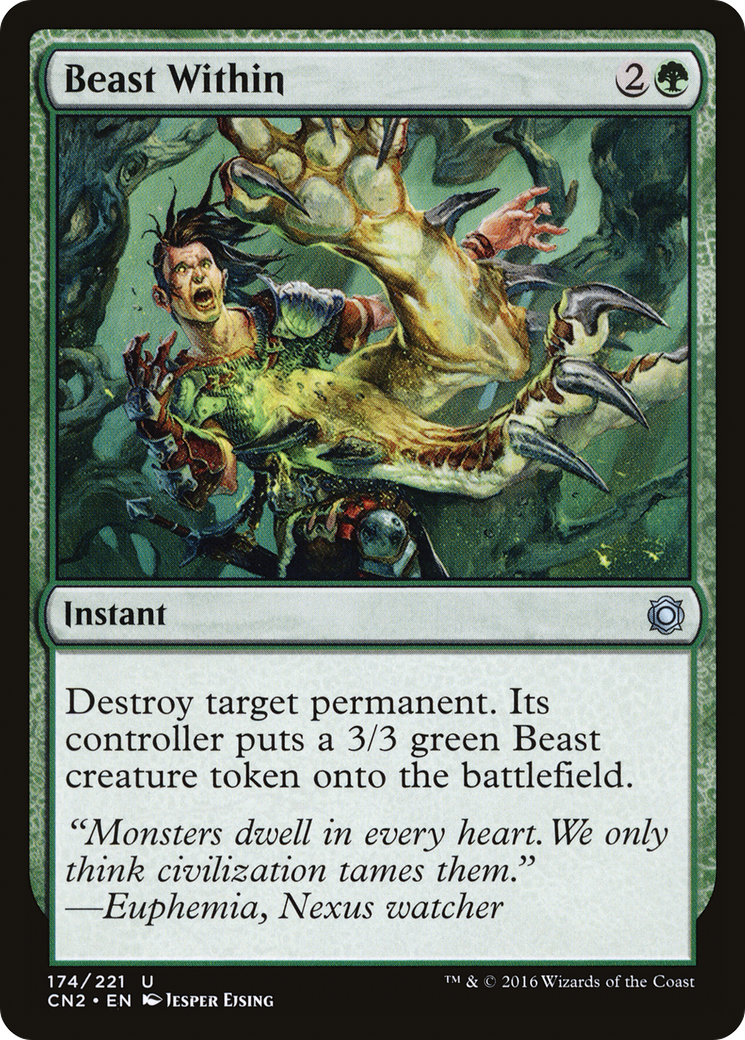 Beast Within
2
Instant
Destroy target permanent. Its
controller puts a 3/3 green Beast
creature token onto the battlefield.
“Monsters dwell in every heart. We only
think civilization tames them.”
—Euphemia, Nexus watcher
174/221 U
™ & © 2016 Wizards of the Coast
CN2 • EN Jesper Ejsing